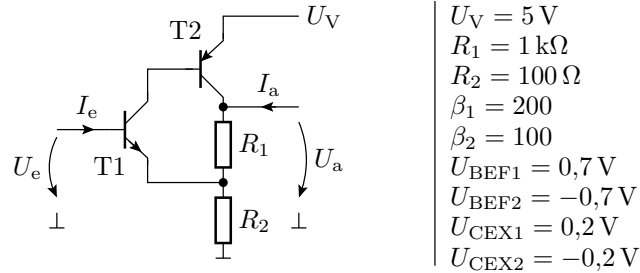 T2
U_V
I_e
I_a
T1
R_1
U_e
U_a
R_2
⊥
⊥
U_V = 5 V
R_1 = 1 kΩ
R_2 = 100 Ω
β_1 = 200
β_2 = 100
U_BEF1 = 0,7 V
U_BEF2 = −0,7 V
U_CEX1 = 0,2 V
U_CEX2 = −0,2 V